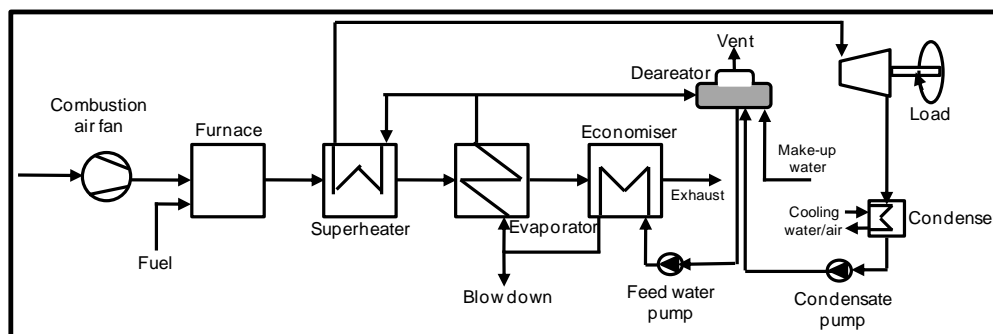 Vent
Deareator
Combustion
air fan
Furnace
Economiser
Load
Make-up
water
Exhaust
Superheater
Evaporator
Cooling
water/air
Condense
Fuel
Blow down
Feed water
pump
Condensate
pump